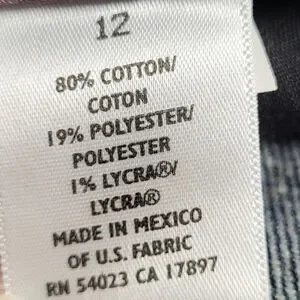 12
80% COTTON/
COTON
19% POLYESTER/
POLYESTER
1% LYCRA®/
LYCRA®
MADE IN MEXICO
OF U.S. FABRIC
RN 54023 CA 17897